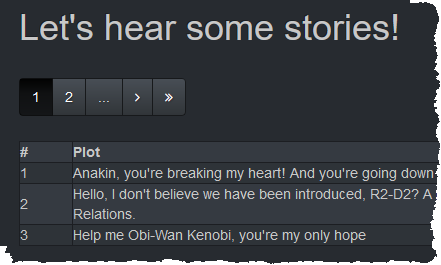 Let's hear some stories!
1 2 ... › »
# Plot
1 Anakin, you're breaking my heart! And you're going down
2 Hello, I don't believe we have been introduced, R2-D2? A
Relations.
3 Help me Obi-Wan Kenobi, you're my only hope